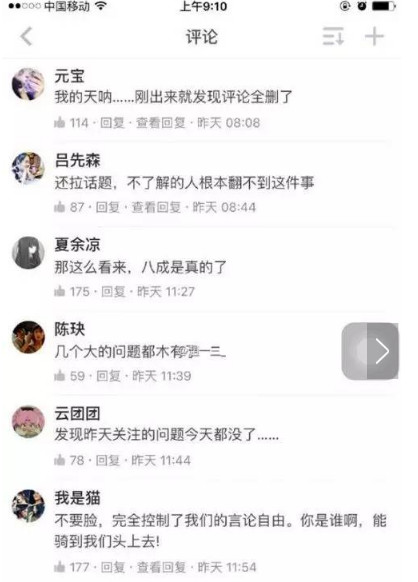 中国移动
上午9:10
评论
元宝
我的天呐……刚出来就发现评论全删了
114·回复·查看回复·昨天 08:08
吕先森
还拉话题，不了解的人根本翻不到这件事
87·回复·查看回复·昨天 08:44
夏余凉
那这么看来，八成是真的了
175·回复·昨天 11:27
陈玦
几个大的问题都木有
59·回复·昨天 11:39
云团团
发现昨天关注的问题今天都没了……
78·回复·昨天 11:44
我是猫
不要脸，完全控制了我们的言论自由。你是谁啊，能
骑到我们头上去!
177·回复·昨天 11:54